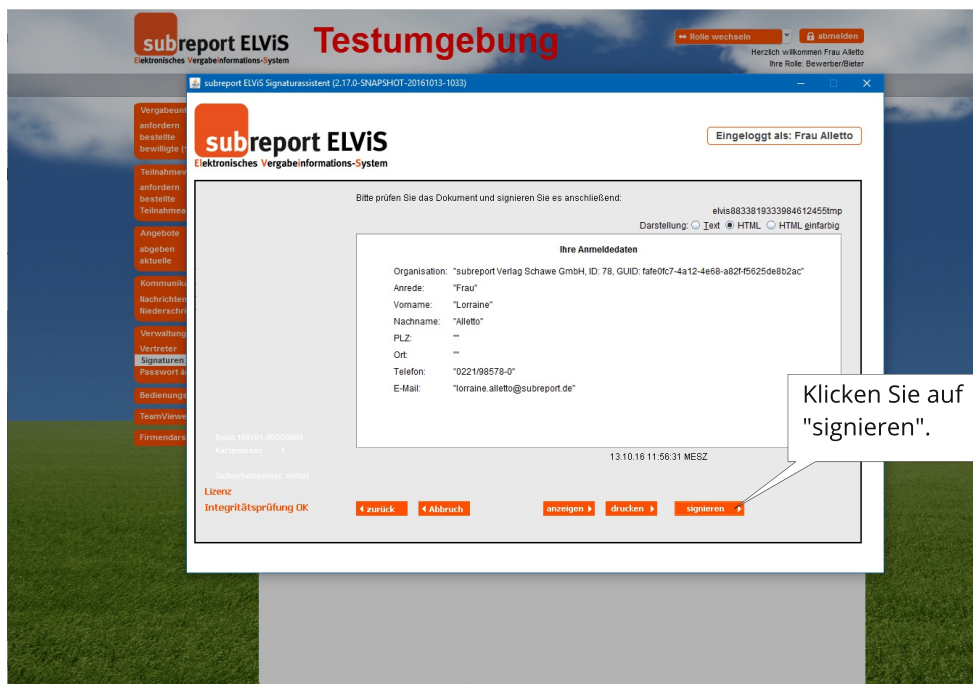 subreport ELViS
Elektronisches Vergabeinformations-System
Testumgebung
Rolle wechseln
abmelden
Herzlich willkommen Frau Alletto
Ihre Rolle: Bewerber/Bieter
subreport ELViS Signaturassistent (2.17.0-SNAPSHOT-20161013-1033)
anfordern
bestellte
bewilligte
anfordern
bestellte
Angebote
abgeben
aktuelle
Nachrichten
Verwaltung
Vertreter
Signaturen
Passwort
subreport ELViS
Elektronisches Vergabeinformations-System
Eingeloggt als: Frau Alletto
Bitte prüfen Sie das Dokument und signieren Sie es anschließend:
elvis8833819333984612455tmp
Darstellung: Text HTML HTML einfarbig
Ihre Anmeldedaten
Organisation: "subreport Verlag Schawe GmbH, ID: 78, GUID: fafe0fc7-4a12-4e68-a82f-f5625de8b2ac"
Anrede: "Frau"
Vorname: "Lorraine"
Nachname: "Alletto"
PLZ: ""
Ort: ""
Telefon: "0221/98578-0"
E-Mail: "lorraine.alletto@subreport.de"
13.10.16 11:56:31 MESZ
Kartenleser 1
Lizenz
Integritätsprüfung OK
zurück
Abbruch
anzeigen
drucken
signieren
Klicken Sie auf
"signieren".